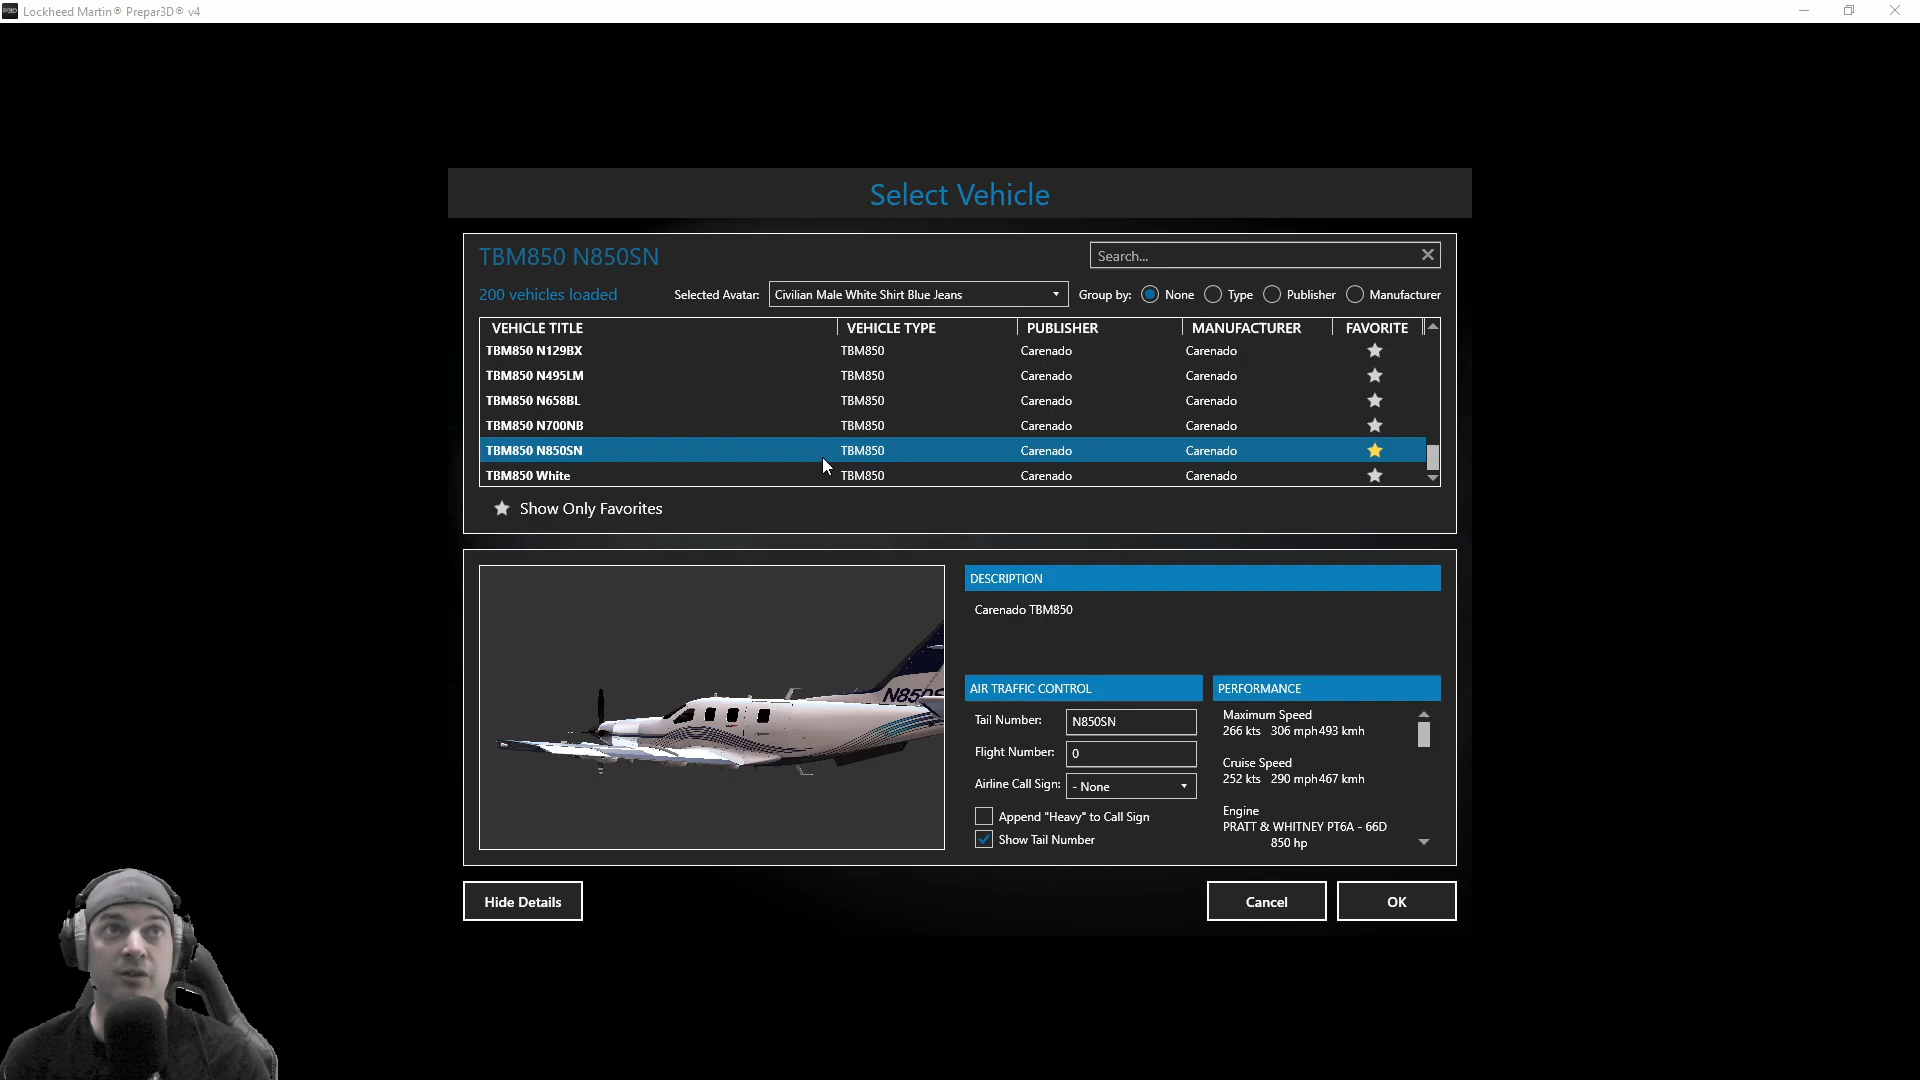 Lockheed Martin® Prepar3D® v4
Select Vehicle
TBM850 N850SN
Search...
200 vehicles loaded
Selected Avatar: Civilian Male White Shirt Blue Jeans
Group by: None Type Publisher Manufacturer
VEHICLE TITLE VEHICLE TYPE PUBLISHER MANUFACTURER FAVORITE
TBM850 N129BX TBM850 Carenado Carenado
TBM850 N495LM TBM850 Carenado Carenado
TBM850 N658BL TBM850 Carenado Carenado
TBM850 N700NB TBM850 Carenado Carenado
TBM850 N850SN TBM850 Carenado Carenado
TBM850 White TBM850 Carenado Carenado
Show Only Favorites
DESCRIPTION
Carenado TBM850
N850S
AIR TRAFFIC CONTROL
Tail Number: N850SN
Flight Number: 0
Airline Call Sign: - None
Append "Heavy" to Call Sign
Show Tail Number
PERFORMANCE
Maximum Speed
266 kts 306 mph 493 kmh
Cruise Speed
252 kts 290 mph 467 kmh
Engine
PRATT & WHITNEY PT6A - 66D
850 hp
Hide Details
Cancel
OK